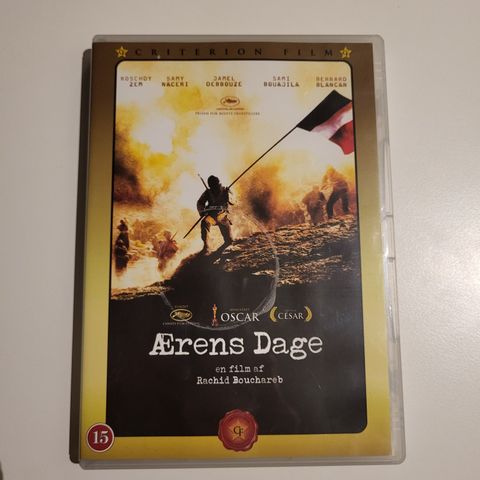 CRITERION FILM
ROSCHDY ZEM
SAMY NACERI
JAMEL DEBBOUZE
SAMI BOUAJILA
BERNARD BLANCAN
OSCAR
CÉSAR
ÆRENS DAGE
en film af
Rachid Bouchareb
15
CF